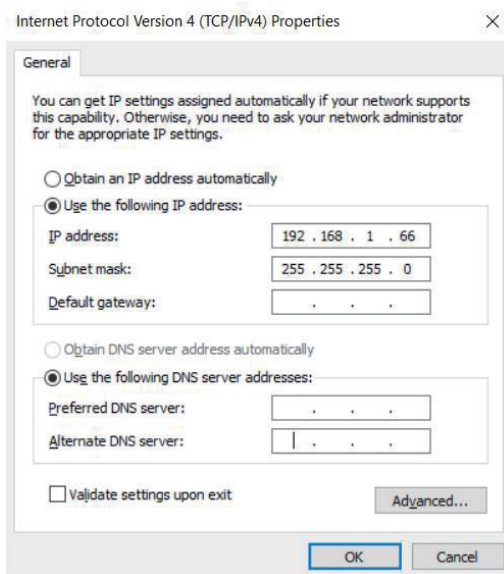 Internet Protocol Version 4 (TCP/IPv4) Properties
General
You can get IP settings assigned automatically if your network supports
this capability. Otherwise, you need to ask your network administrator
for the appropriate IP settings.
Obtain an IP address automatically
Use the following IP address:
IP address: 192 . 168 . 1 . 66
Subnet mask: 255 . 255 . 255 . 0
Default gateway: . . .
Obtain DNS server address automatically
Use the following DNS server addresses:
Preferred DNS server: . . .
Alternate DNS server: . . .
Validate settings upon exit
Advanced...
OK Cancel